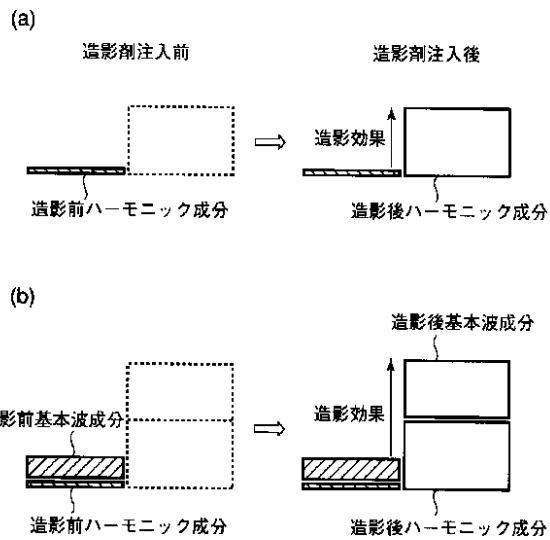 (a)
造影剤注入前
造影剤注入後
造影効果
造影前ハーモニック成分
造影後ハーモニック成分
(b)
造影後基本波成分
影前基本波成分
造影効果
造影前ハーモニック成分
造影後ハーモニック成分